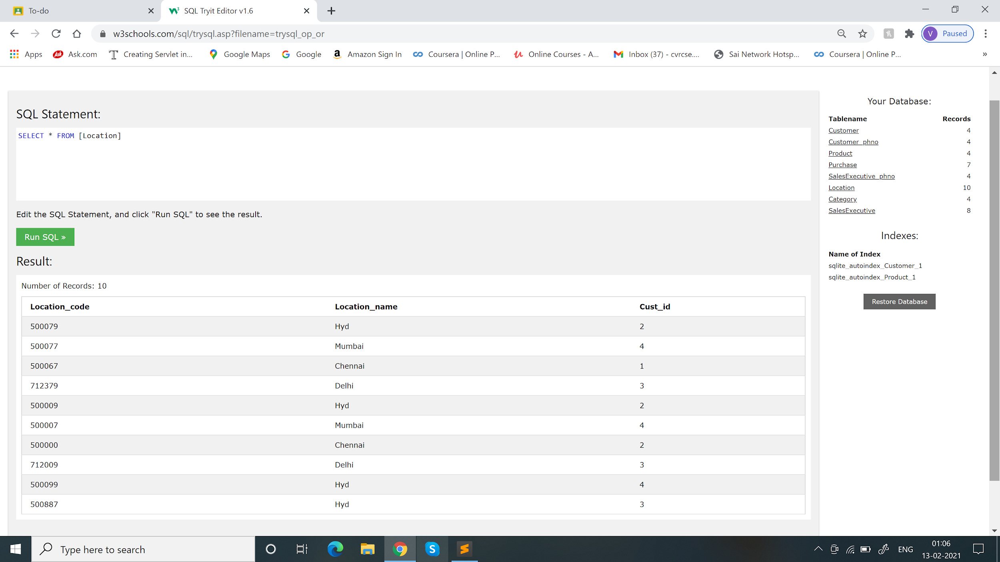 To-do
SQL Tryit Editor v1.6
w3schools.com/sql/trysql.asp?filename=trysql_op_or
V Paused
Apps
Ask Ask.com
T Creating Servlet in...
Google Maps
G Google
a Amazon Sign In
Coursera | Online P...
Online Courses - A...
Inbox (37) - cvrcse....
Sai Network Hotsp...
Coursera | Online P...
»
SQL Statement:
SELECT * FROM [Location]
Edit the SQL Statement, and click "Run SQL" to see the result.
Run SQL »
Result:
Number of Records: 10
Location_code Location_name Cust_id
500079 Hyd 2
500077 Mumbai 4
500067 Chennai 1
712379 Delhi 3
500009 Hyd 2
500007 Mumbai 4
500000 Chennai 2
712009 Delhi 3
500099 Hyd 4
500887 Hyd 3
Your Database:
Tablename Records
Customer 4
Customer_phno 4
Product 4
Purchase 7
SalesExecutive_phno 4
Location 10
Category 4
SalesExecutive 8
Indexes:
Name of Index
sqlite_autoindex_Customer_1
sqlite_autoindex_Product_1
Restore Database
Type here to search
S
ENG
01:06
13-02-2021